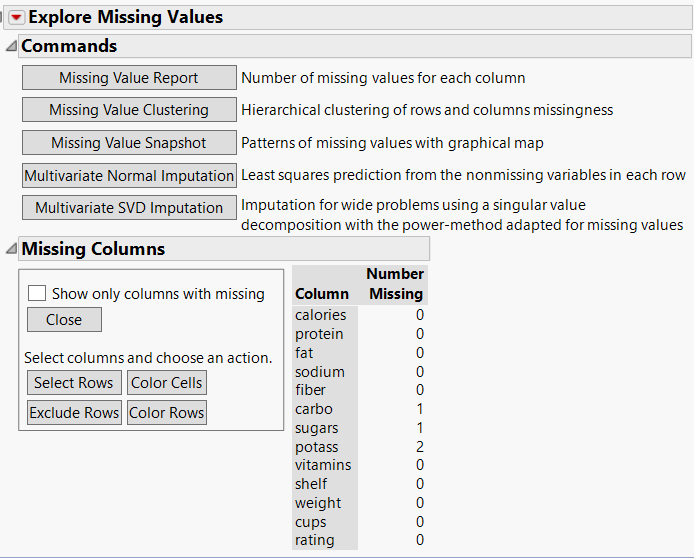 Explore Missing Values
Commands
Missing Value Report Number of missing values for each column
Missing Value Clustering Hierarchical clustering of rows and columns missingness
Missing Value Snapshot Patterns of missing values with graphical map
Multivariate Normal Imputation Least squares prediction from the nonmissing variables in each row
Multivariate SVD Imputation Imputation for wide problems using a singular value
decomposition with the power-method adapted for missing values
Missing Columns
Show only columns with missing
Close
Select columns and choose an action.
Select Rows Color Cells
Exclude Rows Color Rows
Number
Column Missing
calories 0
protein 0
fat 0
sodium 0
fiber 0
carbo 1
sugars 1
potass 2
vitamins 0
shelf 0
weight 0
cups 0
rating 0